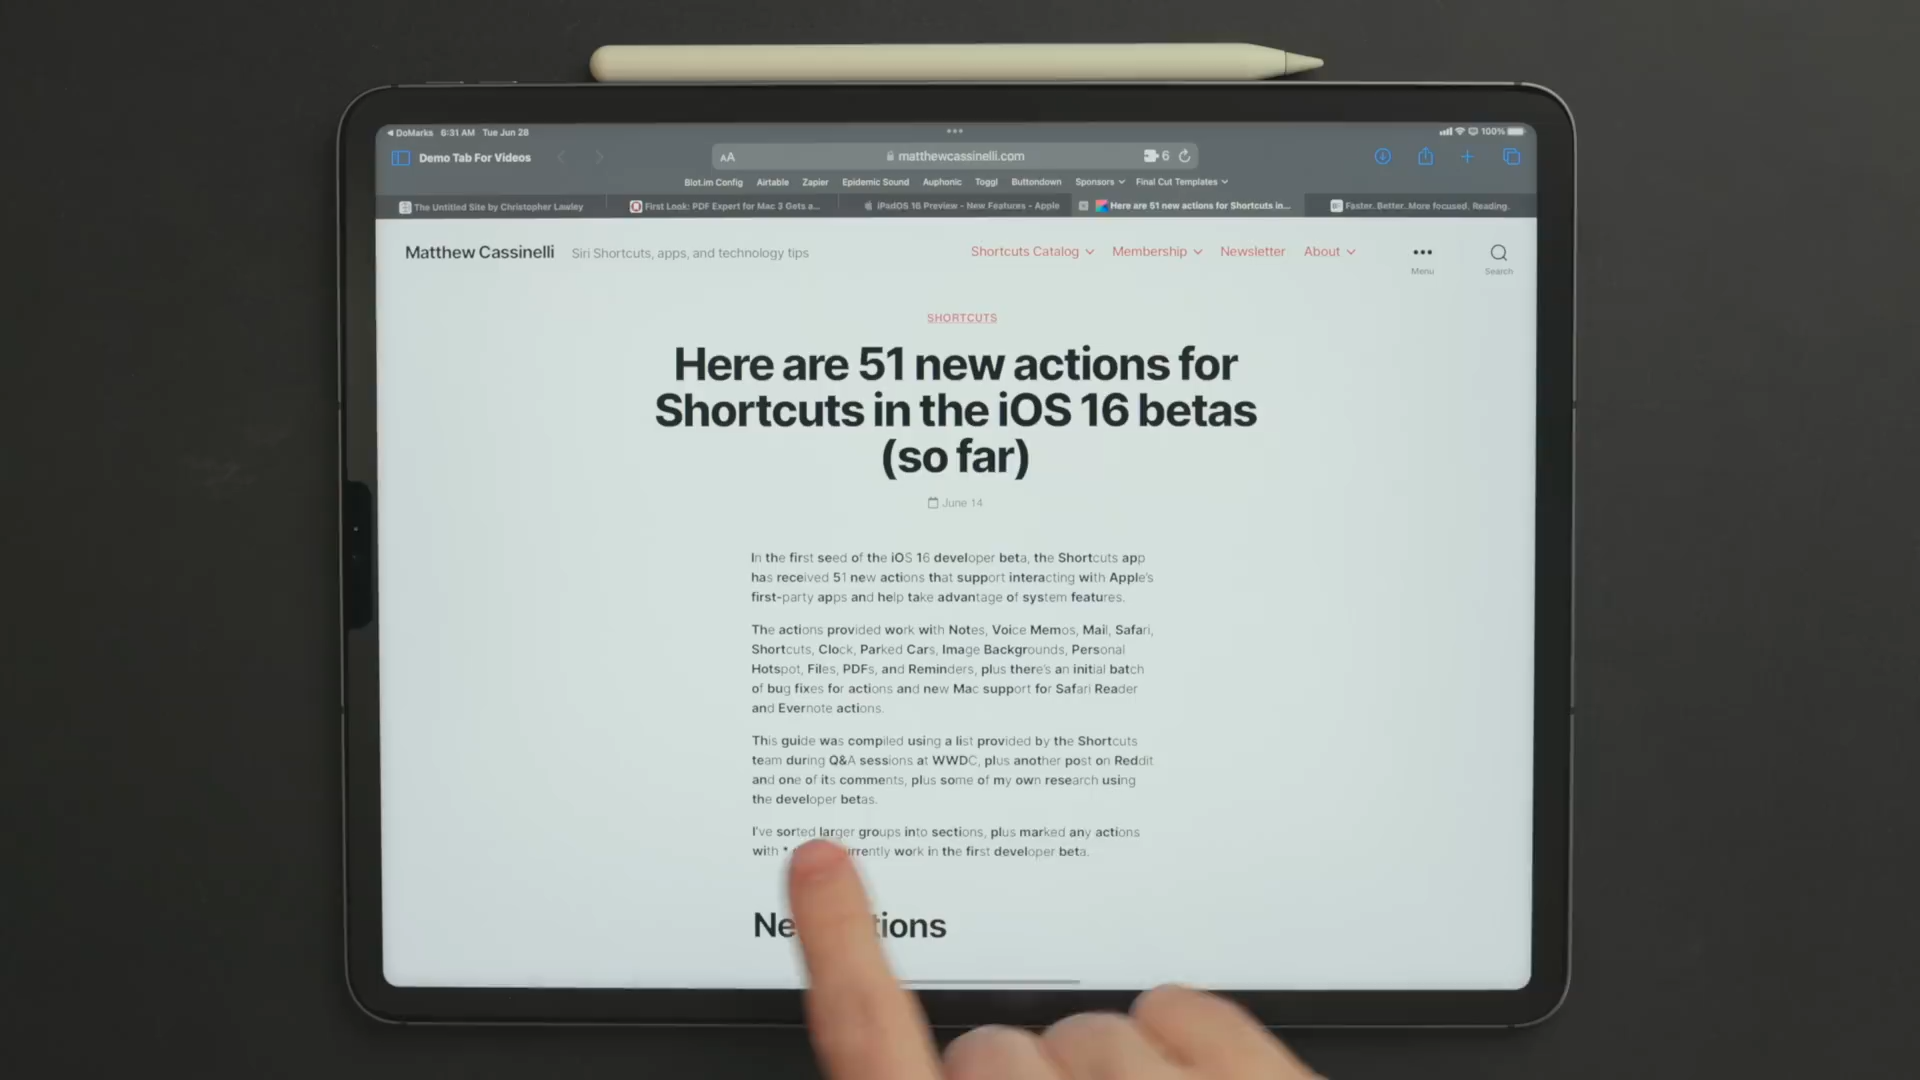 DoMarks 6:31 AM Tue Jun 28
100%
Demo Tab For Videos
AA matthewcassinelli.com 6
Blot.im Config Airtable Zapier Epidemic Sound Auphonic Toggl Buttondown Sponsors Final Cut Templates
The Untitled Site by Christopher Lawley First Look: PDF Expert for Mac 3 Gets a... iPadOS 16 Preview - New Features - Apple Here are 51 new actions for Shortcuts in... Faster. Better. More focused. Reading.
Matthew Cassinelli Siri Shortcuts, apps, and technology tips Shortcuts Catalog Membership Newsletter About
Menu Search
SHORTCUTS
Here are 51 new actions for
Shortcuts in the iOS 16 betas
(so far)
June 14
In the first seed of the iOS 16 developer beta, the Shortcuts app
has received 51 new actions that support interacting with Apple's
first-party apps and help take advantage of system features.
The actions provided work with Notes, Voice Memos, Mail, Safari,
Shortcuts, Clock, Parked Cars, Image Backgrounds, Personal
Hotspot, Files, PDFs, and Reminders, plus there's an initial batch
of bug fixes for actions and new Mac support for Safari Reader
and Evernote actions.
This guide was compiled using a list provided by the Shortcuts
team during Q&A sessions at WWDC, plus another post on Reddit
and one of its comments, plus some of my own research using
the developer betas.
I've sorted larger groups into sections, plus marked any actions
with * work in the first developer beta.